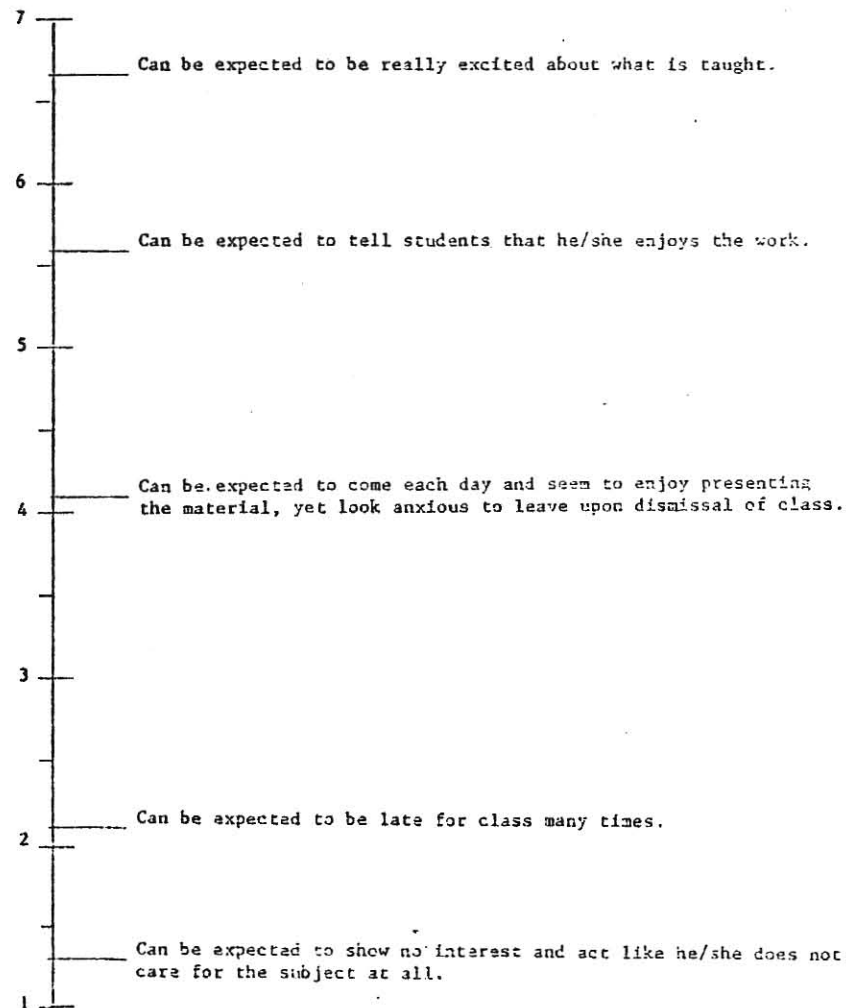 7
Can be expected to be really excited about what is taught.
6
Can be expected to tell students that he/she enjoys the work.
5
Can be expected to come each day and seem to enjoy presenting
4
the material, yet look anxious to leave upon dismissal of class.
3
Can be expected to be late for class many times.
2
Can be expected to show no interest and act like he/she does not
care for the subject at all.
1